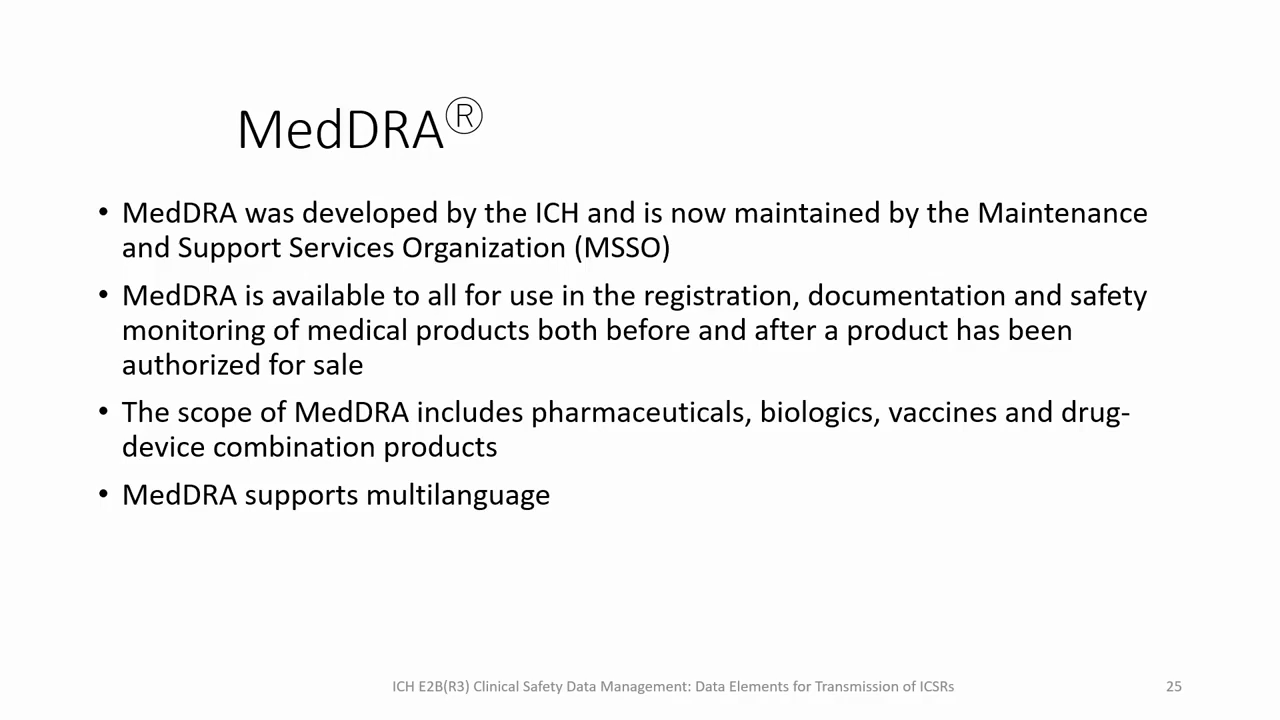 MedDRA®
• MedDRA was developed by the ICH and is now maintained by the Maintenance
and Support Services Organization (MSSO)
• MedDRA is available to all for use in the registration, documentation and safety
monitoring of medical products both before and after a product has been
authorized for sale
• The scope of MedDRA includes pharmaceuticals, biologics, vaccines and drug-
device combination products
• MedDRA supports multilanguage
ICH E2B(R3) Clinical Safety Data Management: Data Elements for Transmission of ICSRs
25